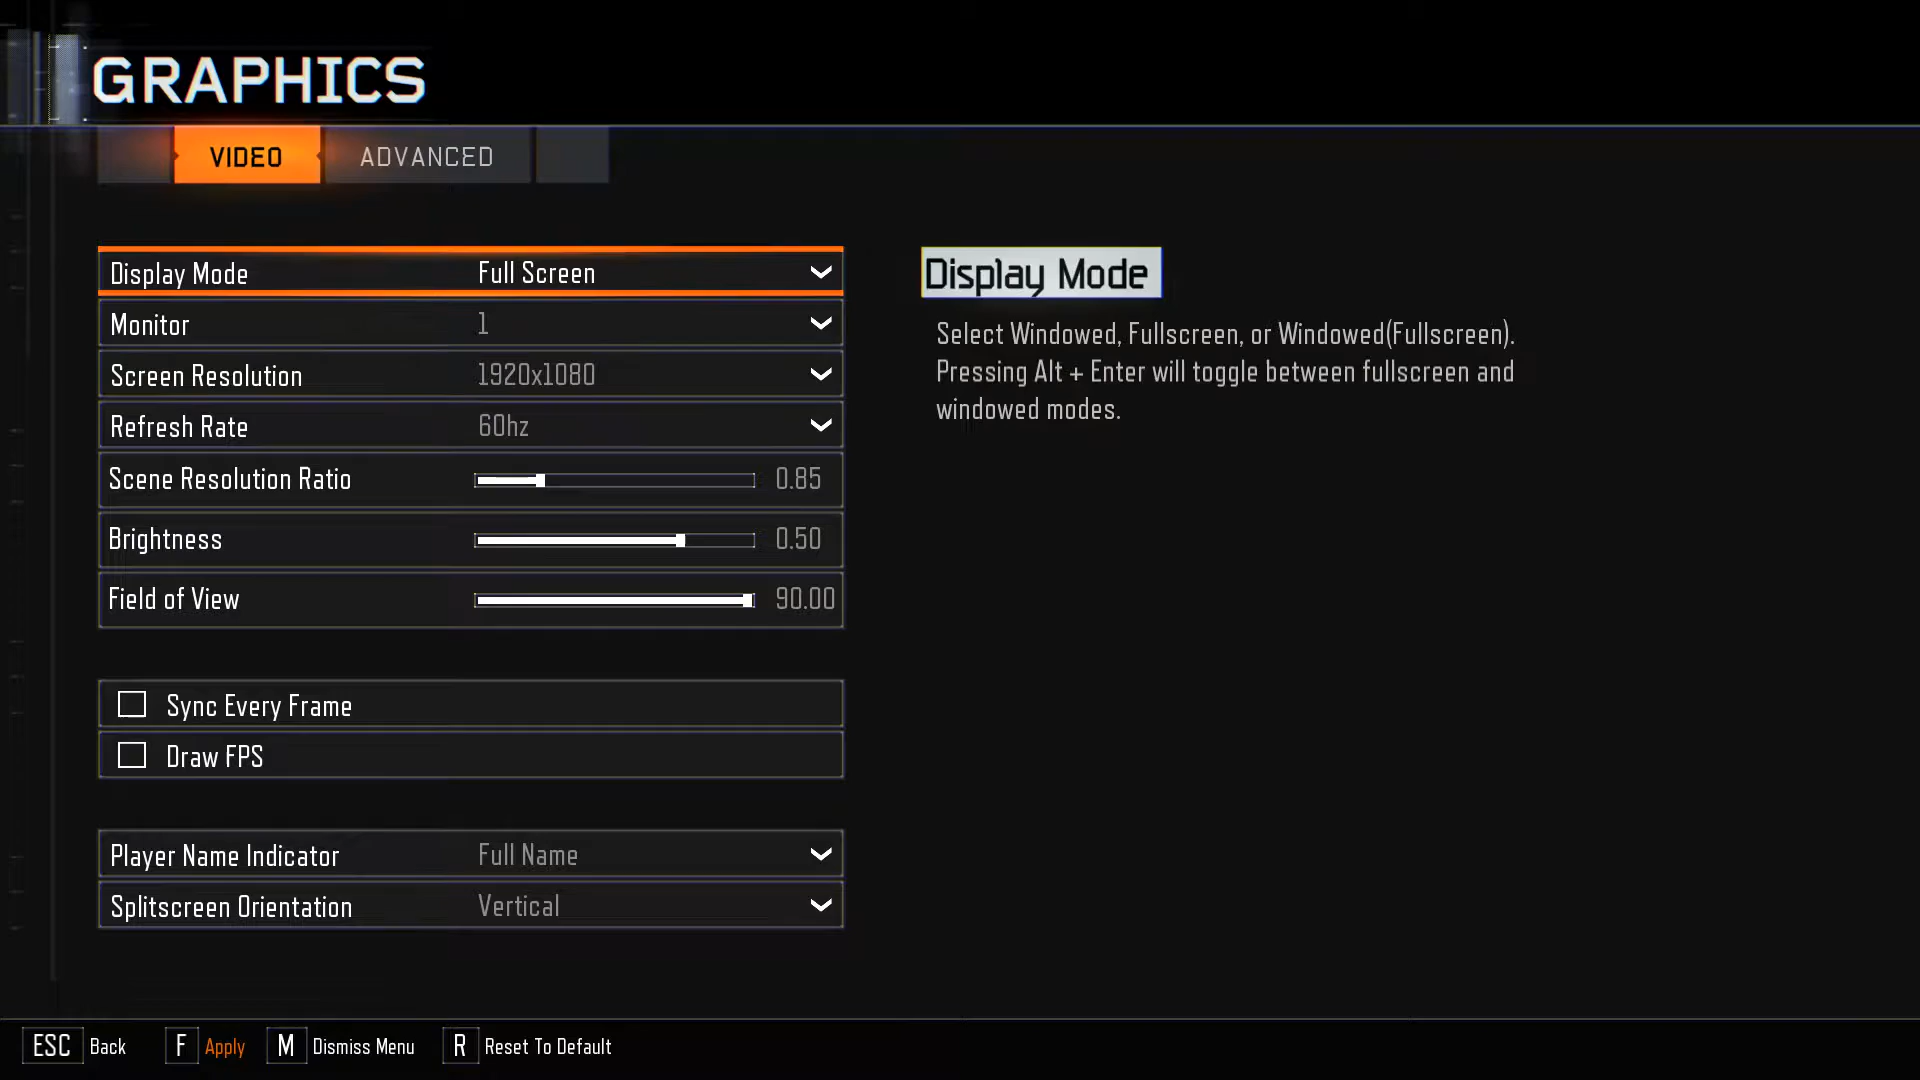 GRAPHICS
VIDEO ADVANCED
Display Mode Full Screen
Monitor 1
Screen Resolution 1920x1080
Refresh Rate 60hz
Scene Resolution Ratio 0.85
Brightness 0.50
Field of View 90.00
Sync Every Frame
Draw FPS
Player Name Indicator Full Name
Splitscreen Orientation Vertical
Display Mode
Select Windowed, Fullscreen, or Windowed(Fullscreen).
Pressing Alt + Enter will toggle between fullscreen and
windowed modes.
ESC Back F Apply M Dismiss Menu R Reset To Default